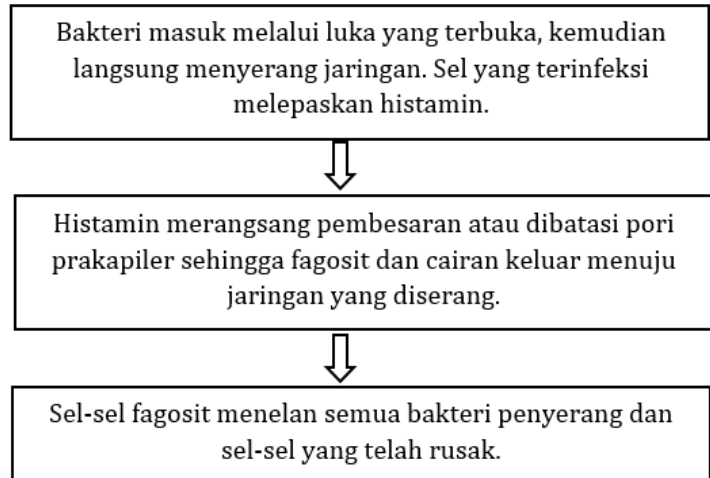 Bakteri masuk melalui luka yang terbuka, kemudian
langsung menyerang jaringan. Sel yang terinfeksi
melepaskan histamin.
Histamin merangsang pembesaran atau dibatasi pori
prakapiler sehingga fagosit dan cairan keluar menuju
jaringan yang diserang.
Sel-sel fagosit menelan semua bakteri penyerang dan
sel-sel yang telah rusak.